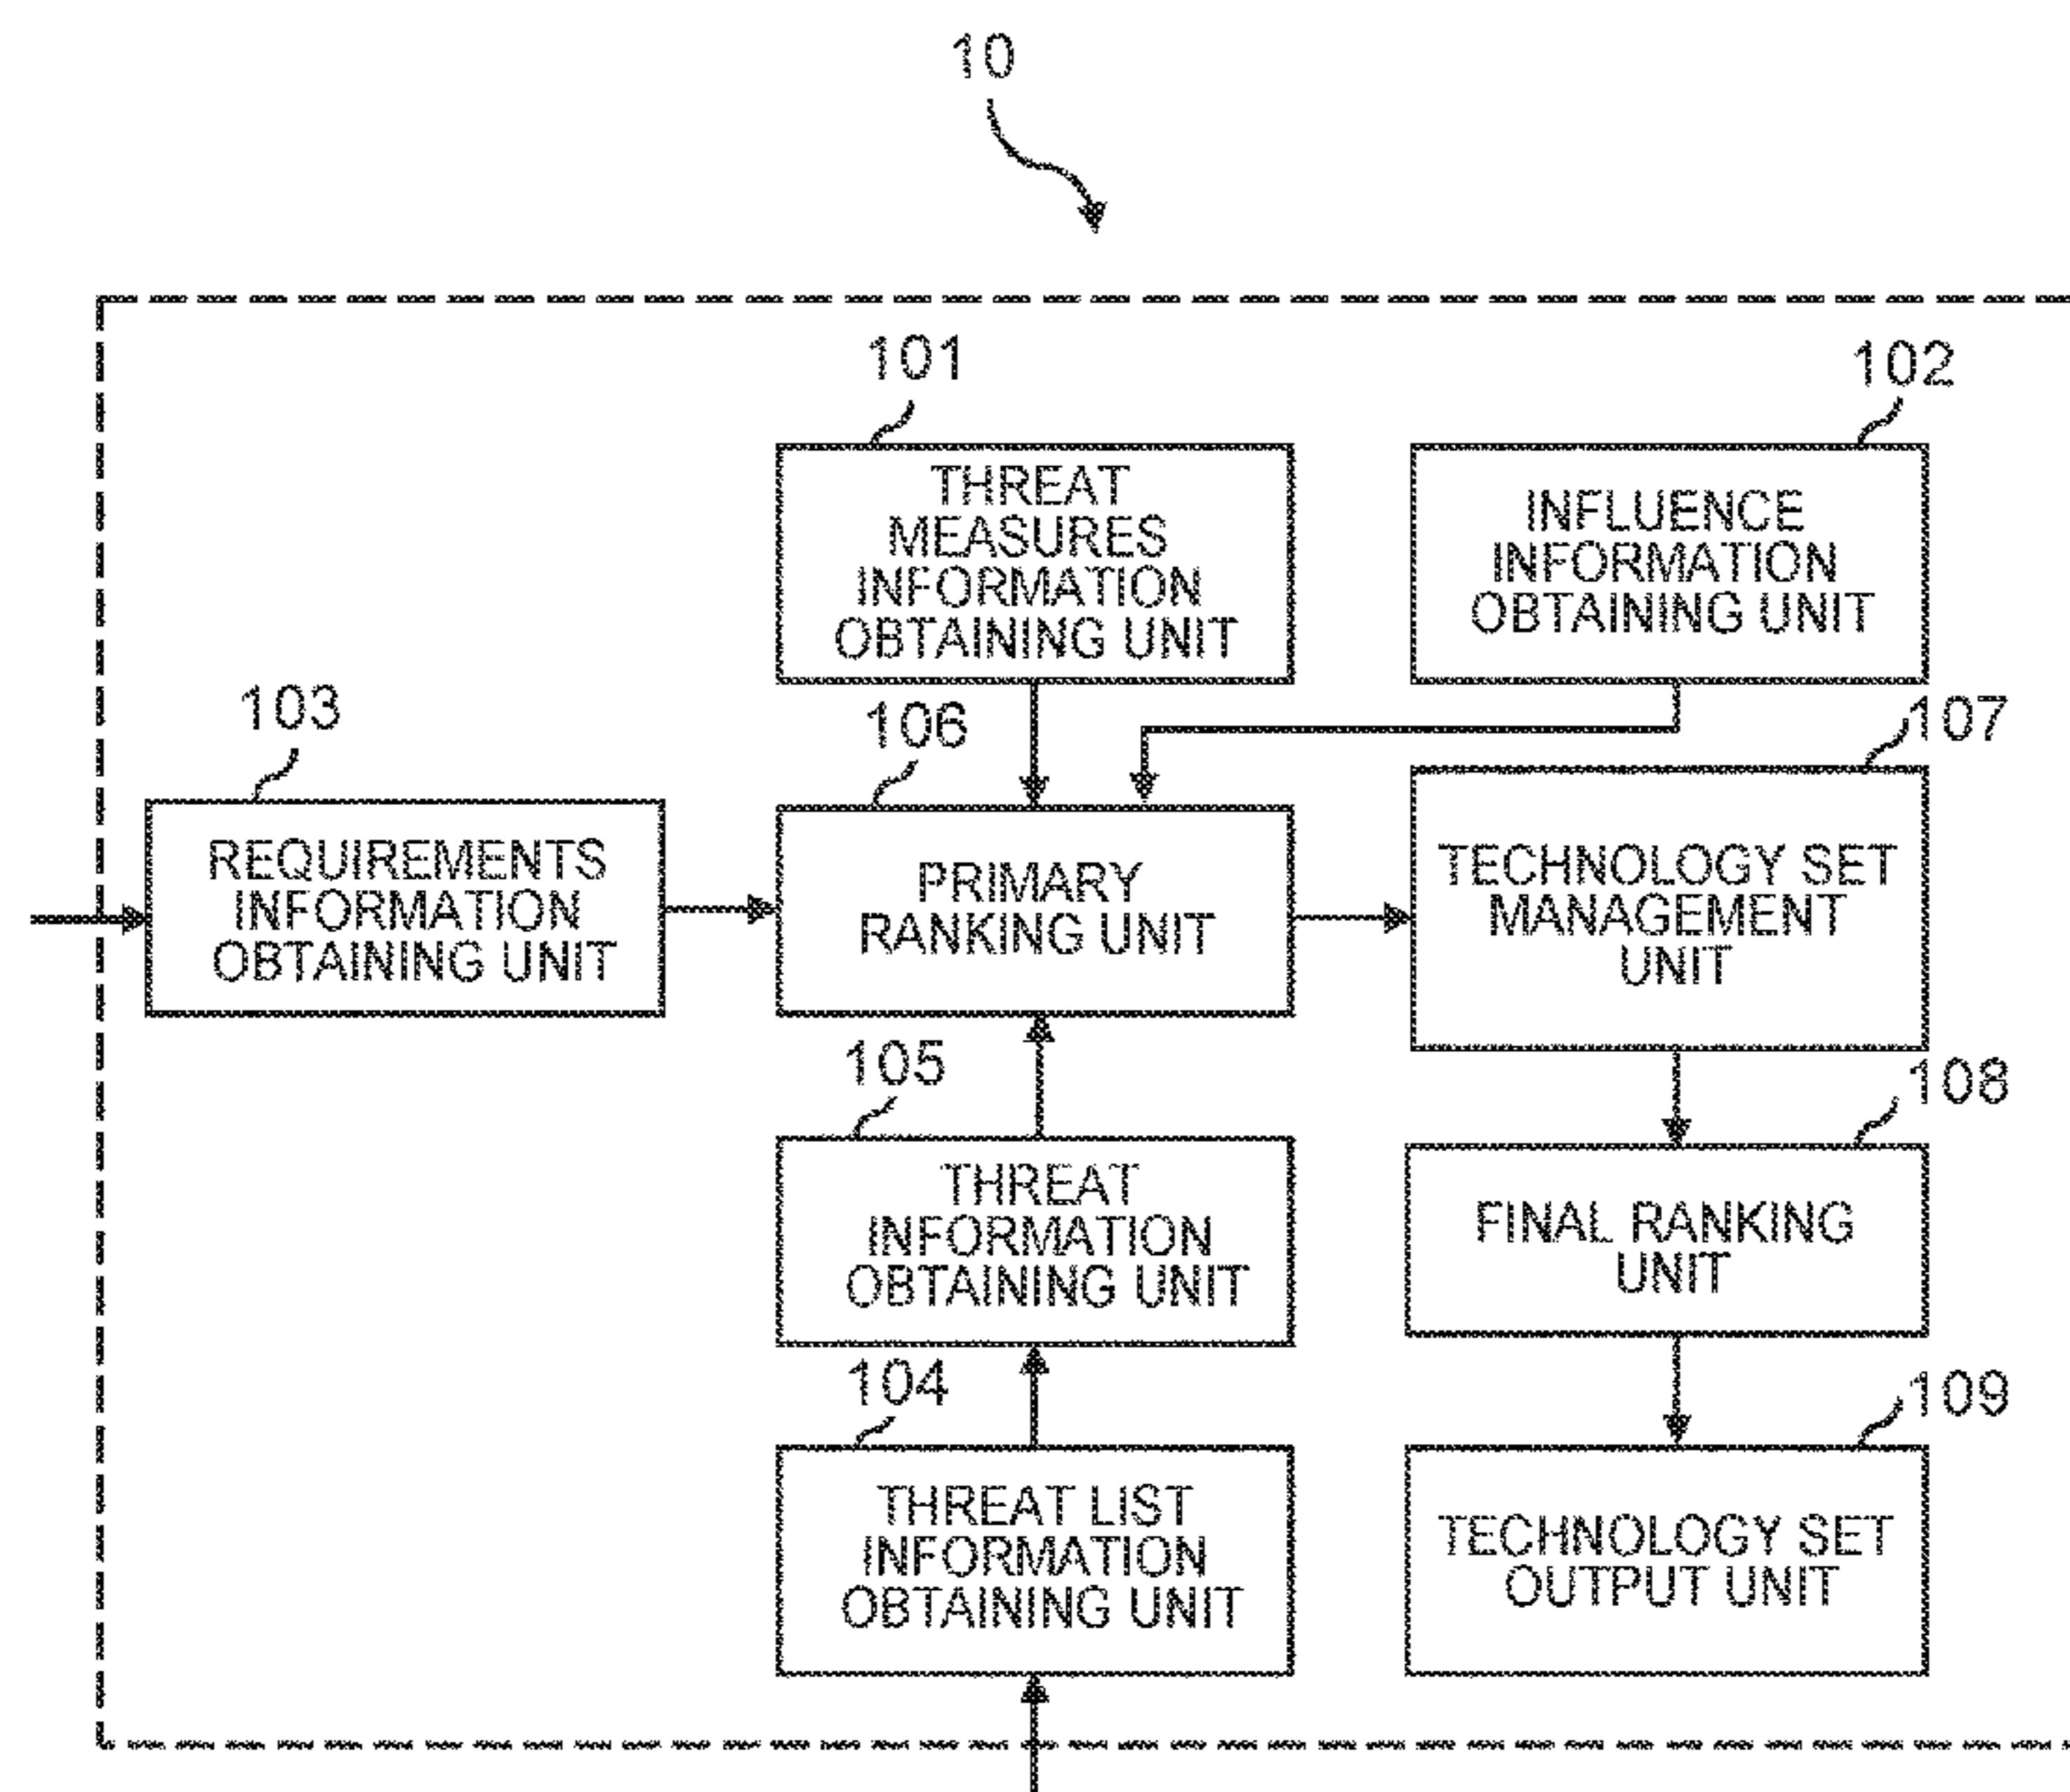 10
101
THREAT
MEASURES
INFORMATION
OBTAINING UNIT
102
INFLUENCE
INFORMATION
OBTAINING UNIT
103
REQUIREMENTS
INFORMATION
OBTAINING UNIT
106
PRIMARY
RANKING UNIT
107
TECHNOLOGY SET
MANAGEMENT
UNIT
105
THREAT
INFORMATION
OBTAINING UNIT
108
FINAL RANKING
UNIT
104
THREAT LIST
INFORMATION
OBTAINING UNIT
109
TECHNOLOGY SET
OUTPUT UNIT